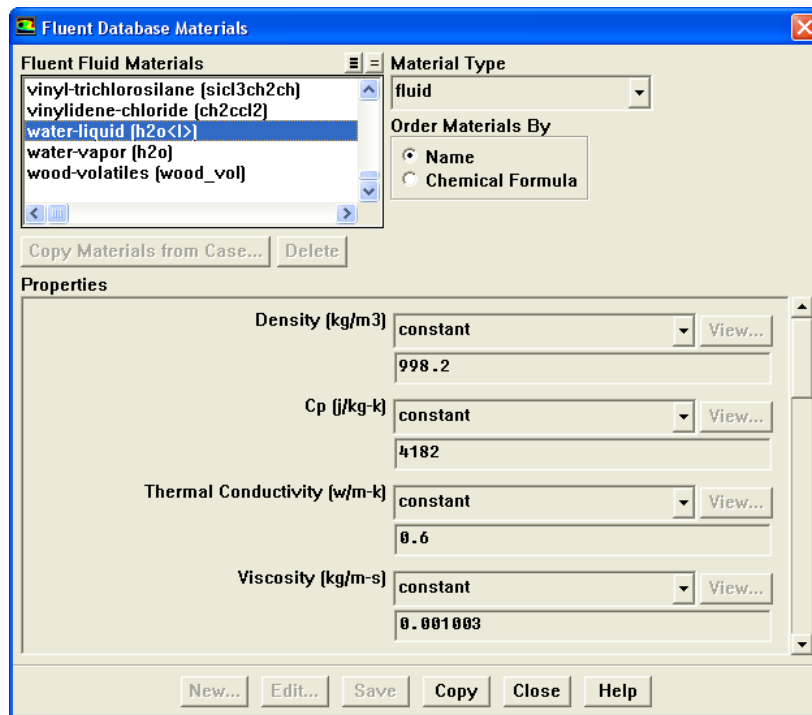 Fluent Database Materials
Fluent Fluid Materials
vinyl-trichlorosilane (sicl3ch2ch)
vinylidene-chloride (ch2ccl2)
water-liquid (h2o<l>)
water-vapor (h2o)
wood-volatiles (wood_vol)
Copy Materials from Case... Delete
Material Type
fluid
Order Materials By
Name
Chemical Formula
Properties
Density (kg/m3) constant View...
998.2
Cp (j/kg-k) constant View...
4182
Thermal Conductivity (w/m-k) constant View...
0.6
Viscosity (kg/m-s) constant View...
0.001003
New... Edit... Save Copy Close Help